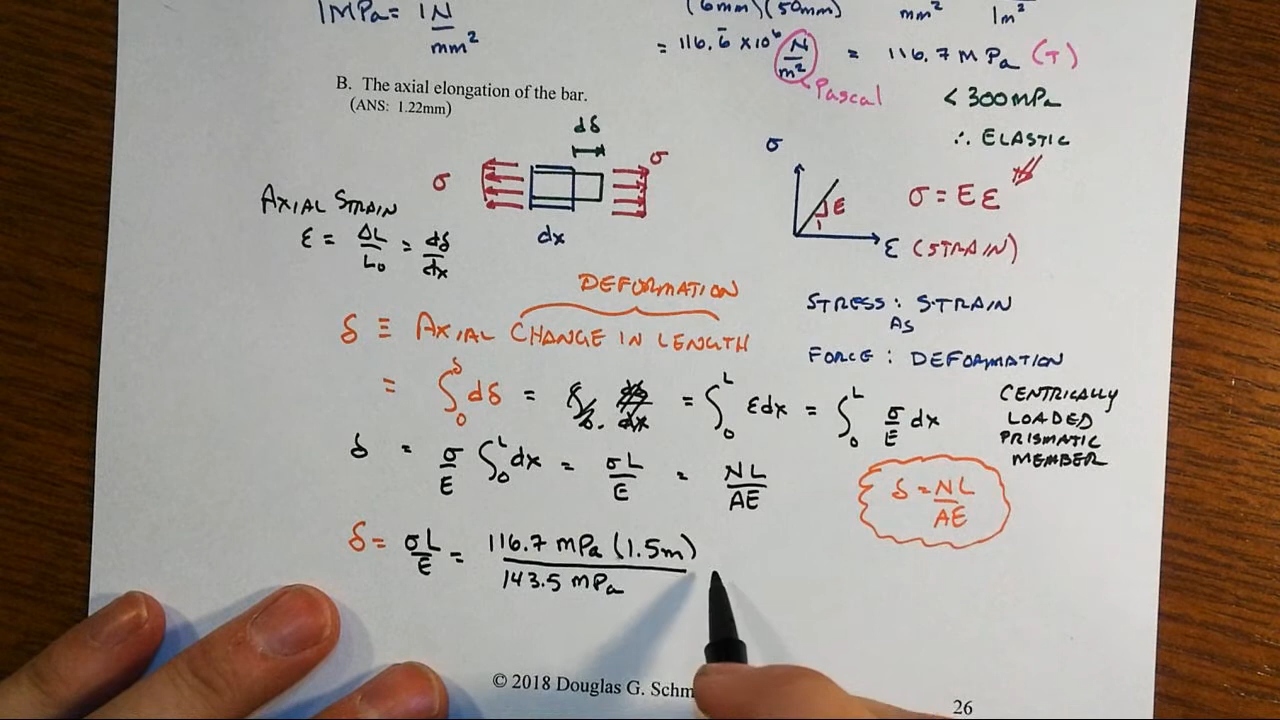 1MPa = 1N/mm²
(6mm)(50mm) mm² 1m²
= 116.6̄ ×10⁶ N/m² = 116.7 MPa (T)
Pascal
< 300MPa
∴ ELASTIC
B. The axial elongation of the bar.
(ANS: 1.22mm)
dδ
σ σ
dx
AXIAL STRAIN
ε = ΔL/L₀ = dδ/dx
σ
E
1
ε (STRAIN)
σ = Eε
DEFORMATION
δ ≡ AXIAL CHANGE IN LENGTH
STRESS : STRAIN
AS
FORCE : DEFORMATION
= ∫₀^δ dδ = = ∫₀^L εdx = ∫₀^L σ/E dx
δ = σ/E ∫₀^L dx = σL/E = NL/AE
CENTRICALLY
LOADED
PRISMATIC
MEMBER
δ = NL/AE
δ = σL/E = 116.7 MPa (1.5m)/143.5 MPa
© 2018 Douglas G. Schm
26